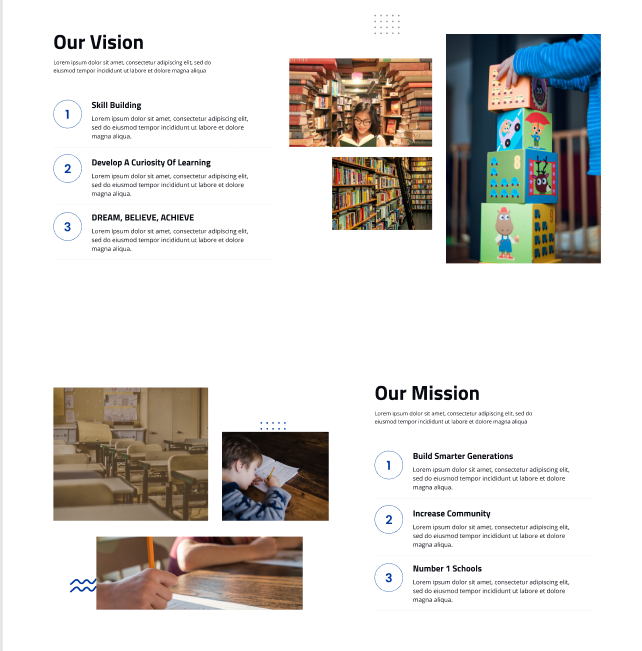 Our Vision
Lorem ipsum dolor sit amet, consectetur adipiscing elit, sed do
eiusmod tempor incididunt ut labore et dolore magna aliqua
1
Skill Building
Lorem ipsum dolor sit amet, consectetur adipiscing elit,
sed do eiusmod tempor incididunt ut labore et dolore
magna aliqua.
2
Develop A Curiosity Of Learning
Lorem ipsum dolor sit amet, consectetur adipiscing elit,
sed do eiusmod tempor incididunt ut labore et dolore
magna aliqua.
3
DREAM, BELIEVE, ACHIEVE
Lorem ipsum dolor sit amet, consectetur adipiscing elit,
sed do eiusmod tempor incididunt ut labore et dolore
magna aliqua.
Our Mission
Lorem ipsum dolor sit amet, consectetur adipiscing elit, sed do
eiusmod tempor incididunt ut labore et dolore magna aliqua
1
Build Smarter Generations
Lorem ipsum dolor sit amet, consectetur adipiscing elit,
sed do eiusmod tempor incididunt ut labore et dolore
magna aliqua.
2
Increase Community
Lorem ipsum dolor sit amet, consectetur adipiscing elit,
sed do eiusmod tempor incididunt ut labore et dolore
magna aliqua.
3
Number 1 Schools
Lorem ipsum dolor sit amet, consectetur adipiscing elit,
sed do eiusmod tempor incididunt ut labore et dolore
magna aliqua.